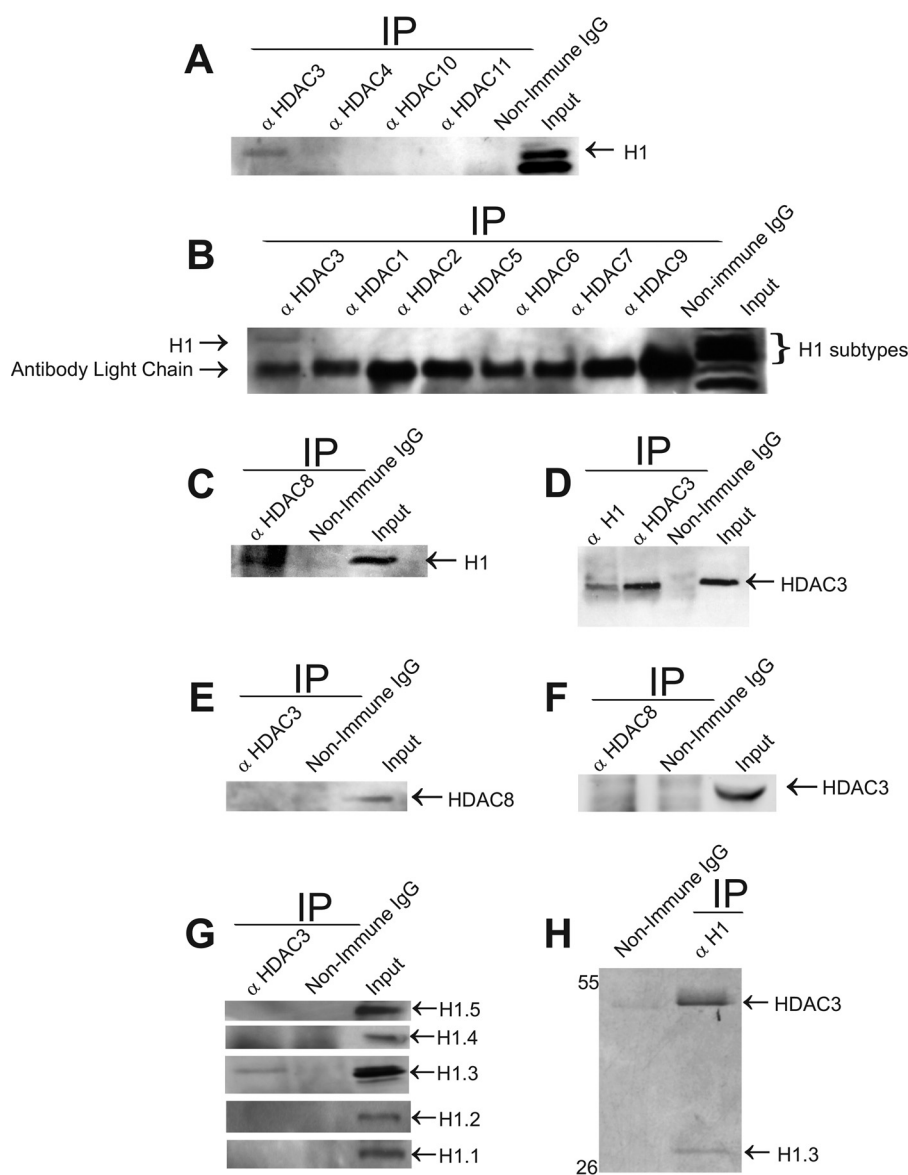 A
IP
α HDAC3
α HDAC4
α HDAC10
α HDAC11
Non-Immune IgG
Input
← H1
B
IP
α HDAC3
α HDAC1
α HDAC2
α HDAC5
α HDAC6
α HDAC7
α HDAC9
Non-immune IgG
Input
H1 →
} H1 subtypes
Antibody Light Chain →
C
IP
α HDAC8
Non-Immune IgG
Input
← H1
D
IP
α H1
α HDAC3
Non-Immune IgG
Input
← HDAC3
E
IP
α HDAC3
Non-Immune IgG
Input
← HDAC8
F
IP
α HDAC8
Non-Immune IgG
Input
← HDAC3
G
IP
α HDAC3
Non-Immune IgG
Input
← H1.5
← H1.4
← H1.3
← H1.2
← H1.1
H
Non-Immune IgG
IP
α H1
55
← HDAC3
← H1.3
26